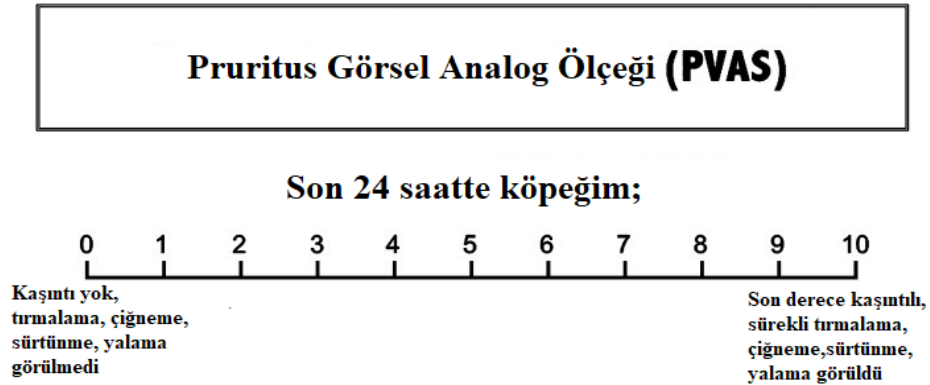 Pruritus Görsel Analog Ölçeği (PVAS)
Son 24 saatte köpeğim;
0 1 2 3 4 5 6 7 8 9 10
Kaşıntı yok,
tırmalama, çiğneme,
sürtünme, yalama
görülmedi
Son derece kaşıntılı,
sürekli tırmalama,
çiğneme,sürtünme,
yalama görüldü